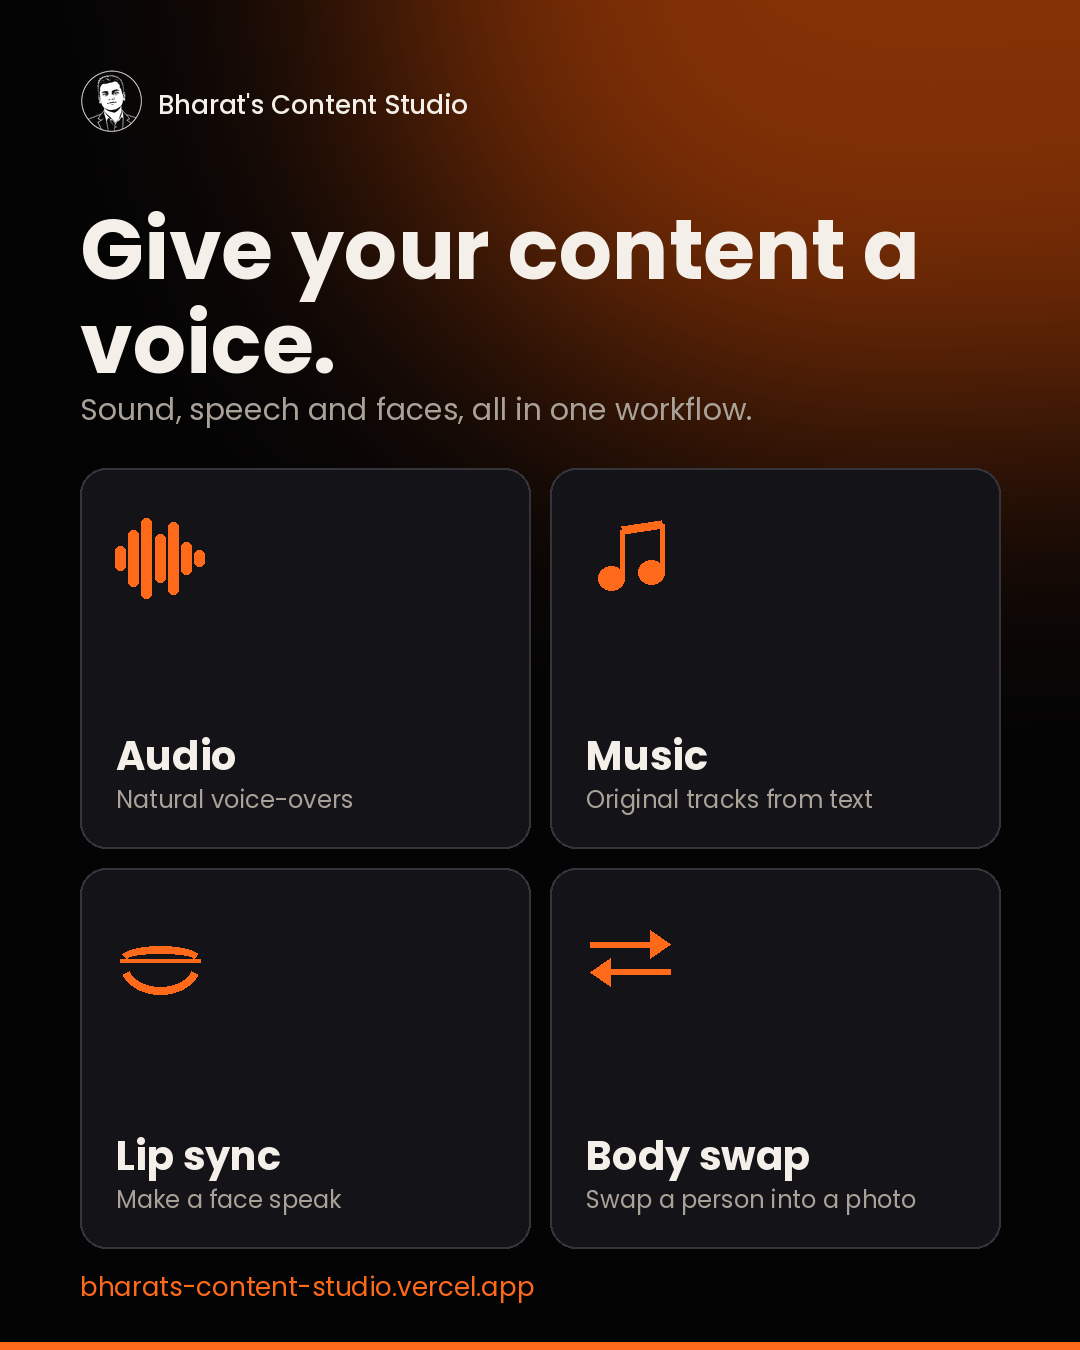 Bharat's Content Studio
Give your content a
voice.
Sound, speech and faces, all in one workflow.
Audio
Natural voice-overs
Music
Original tracks from text
Lip sync
Make a face speak
Body swap
Swap a person into a photo
bharats-content-studio.vercel.app